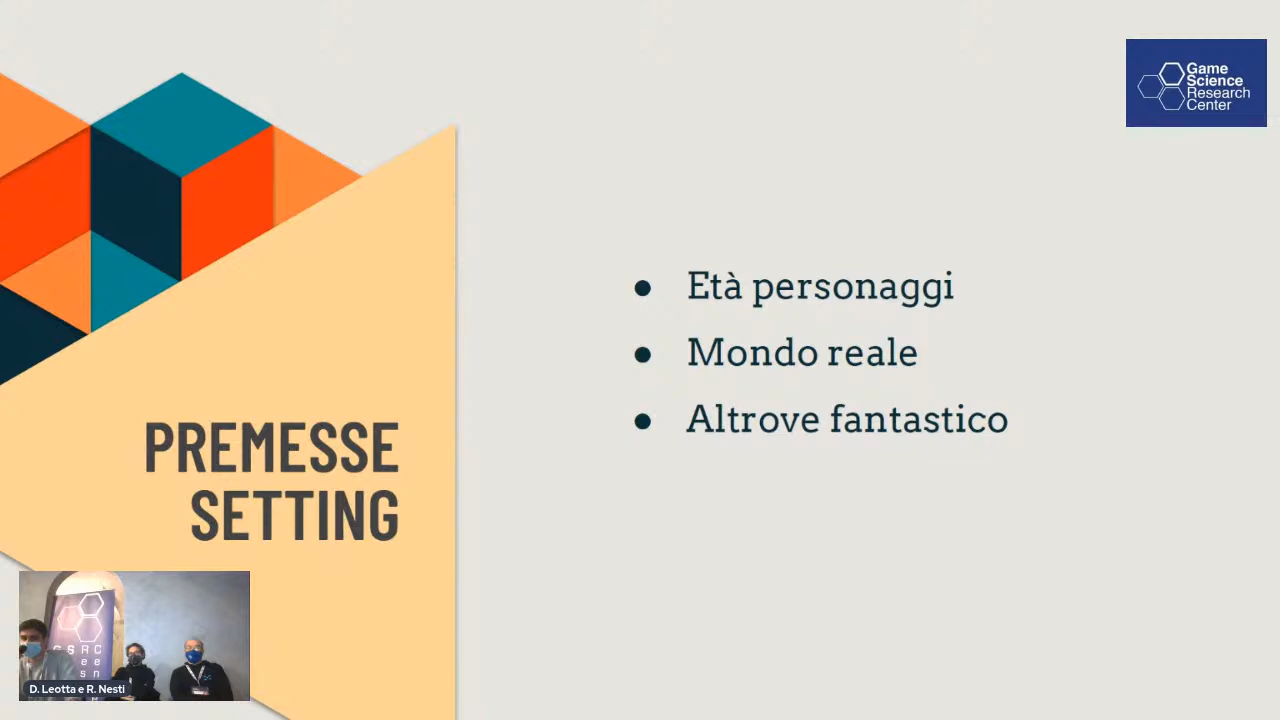 Game
Science
Research
Center
Età personaggi
Mondo reale
Altrove fantastico
PREMESSE
SETTING
D. Leotta e R. Nesti